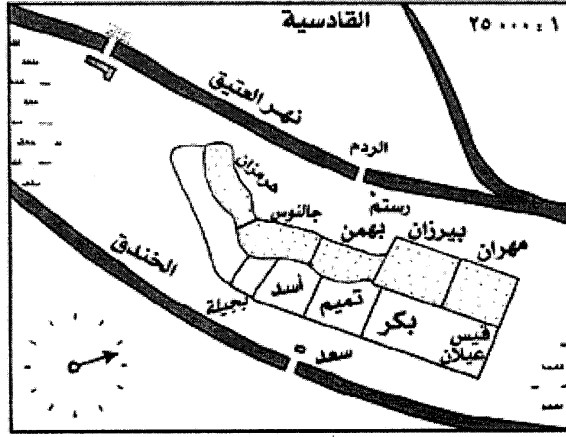 القادسية
١ : ٢٥٠٠٠
نهر العتيق
الردم
رستم
هرمزان
جالنوس
بهمن
بيرزان
مهران
الخندق
بجيلة
أسد
تميم
بكر
قيس
عيلان
سعد